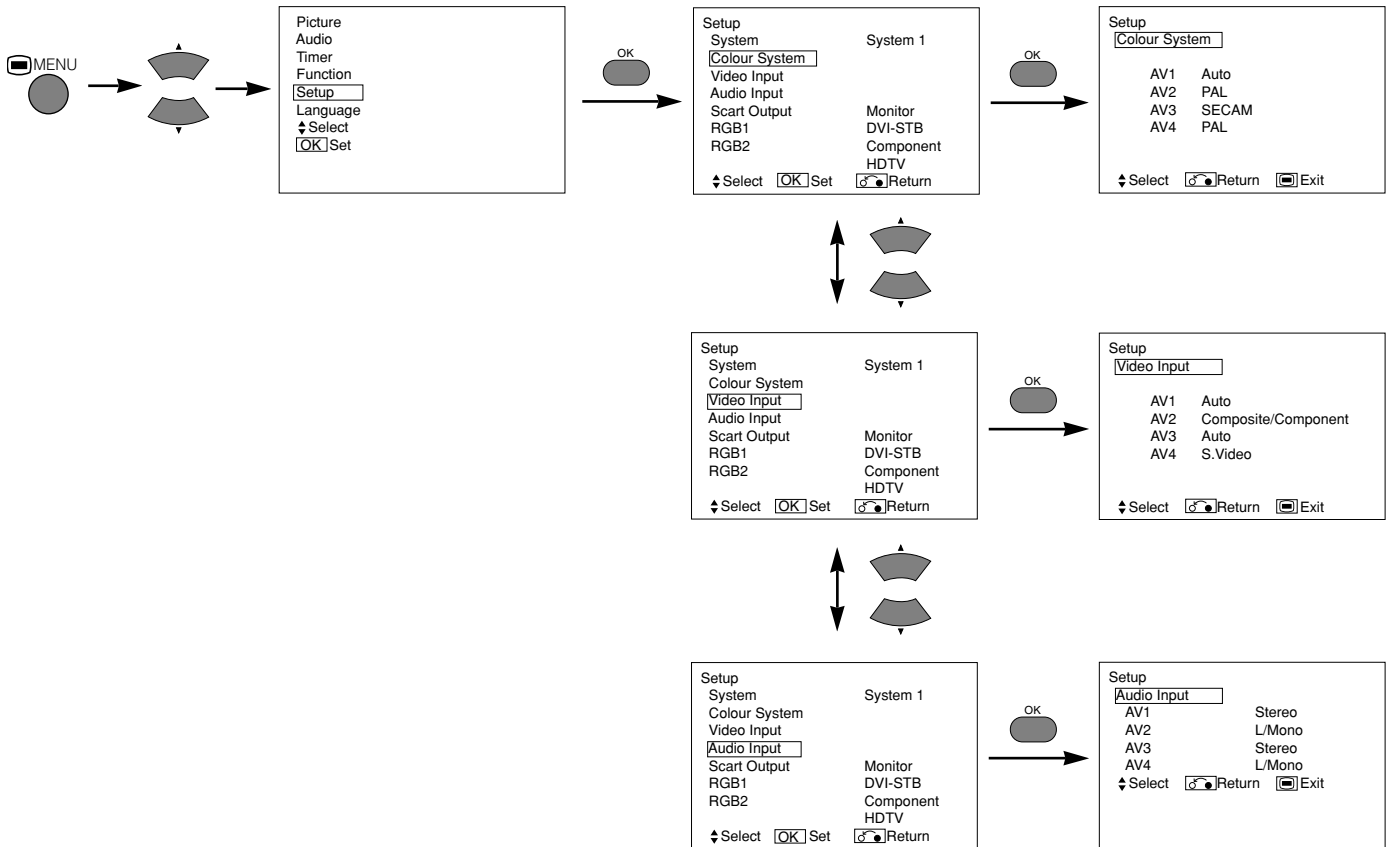 MENU
Picture
Audio
Timer
Function
Setup
Language
Select
OK Set
OK
Setup
System System 1
Colour System
Video Input
Audio Input
Scart Output Monitor
RGB1 DVI-STB
RGB2 Component
HDTV
Select OK Set Return
OK
Setup
Colour System
AV1 Auto
AV2 PAL
AV3 SECAM
AV4 PAL
Select Return Exit
Setup
System System 1
Colour System
Video Input
Audio Input
Scart Output Monitor
RGB1 DVI-STB
RGB2 Component
HDTV
Select OK Set Return
OK
Setup
Video Input
AV1 Auto
AV2 Composite/Component
AV3 Auto
AV4 S.Video
Select Return Exit
Setup
System System 1
Colour System
Video Input
Audio Input
Scart Output Monitor
RGB1 DVI-STB
RGB2 Component
HDTV
Select OK Set Return
OK
Setup
Audio Input
AV1 Stereo
AV2 L/Mono
AV3 Stereo
AV4 L/Mono
Select Return Exit